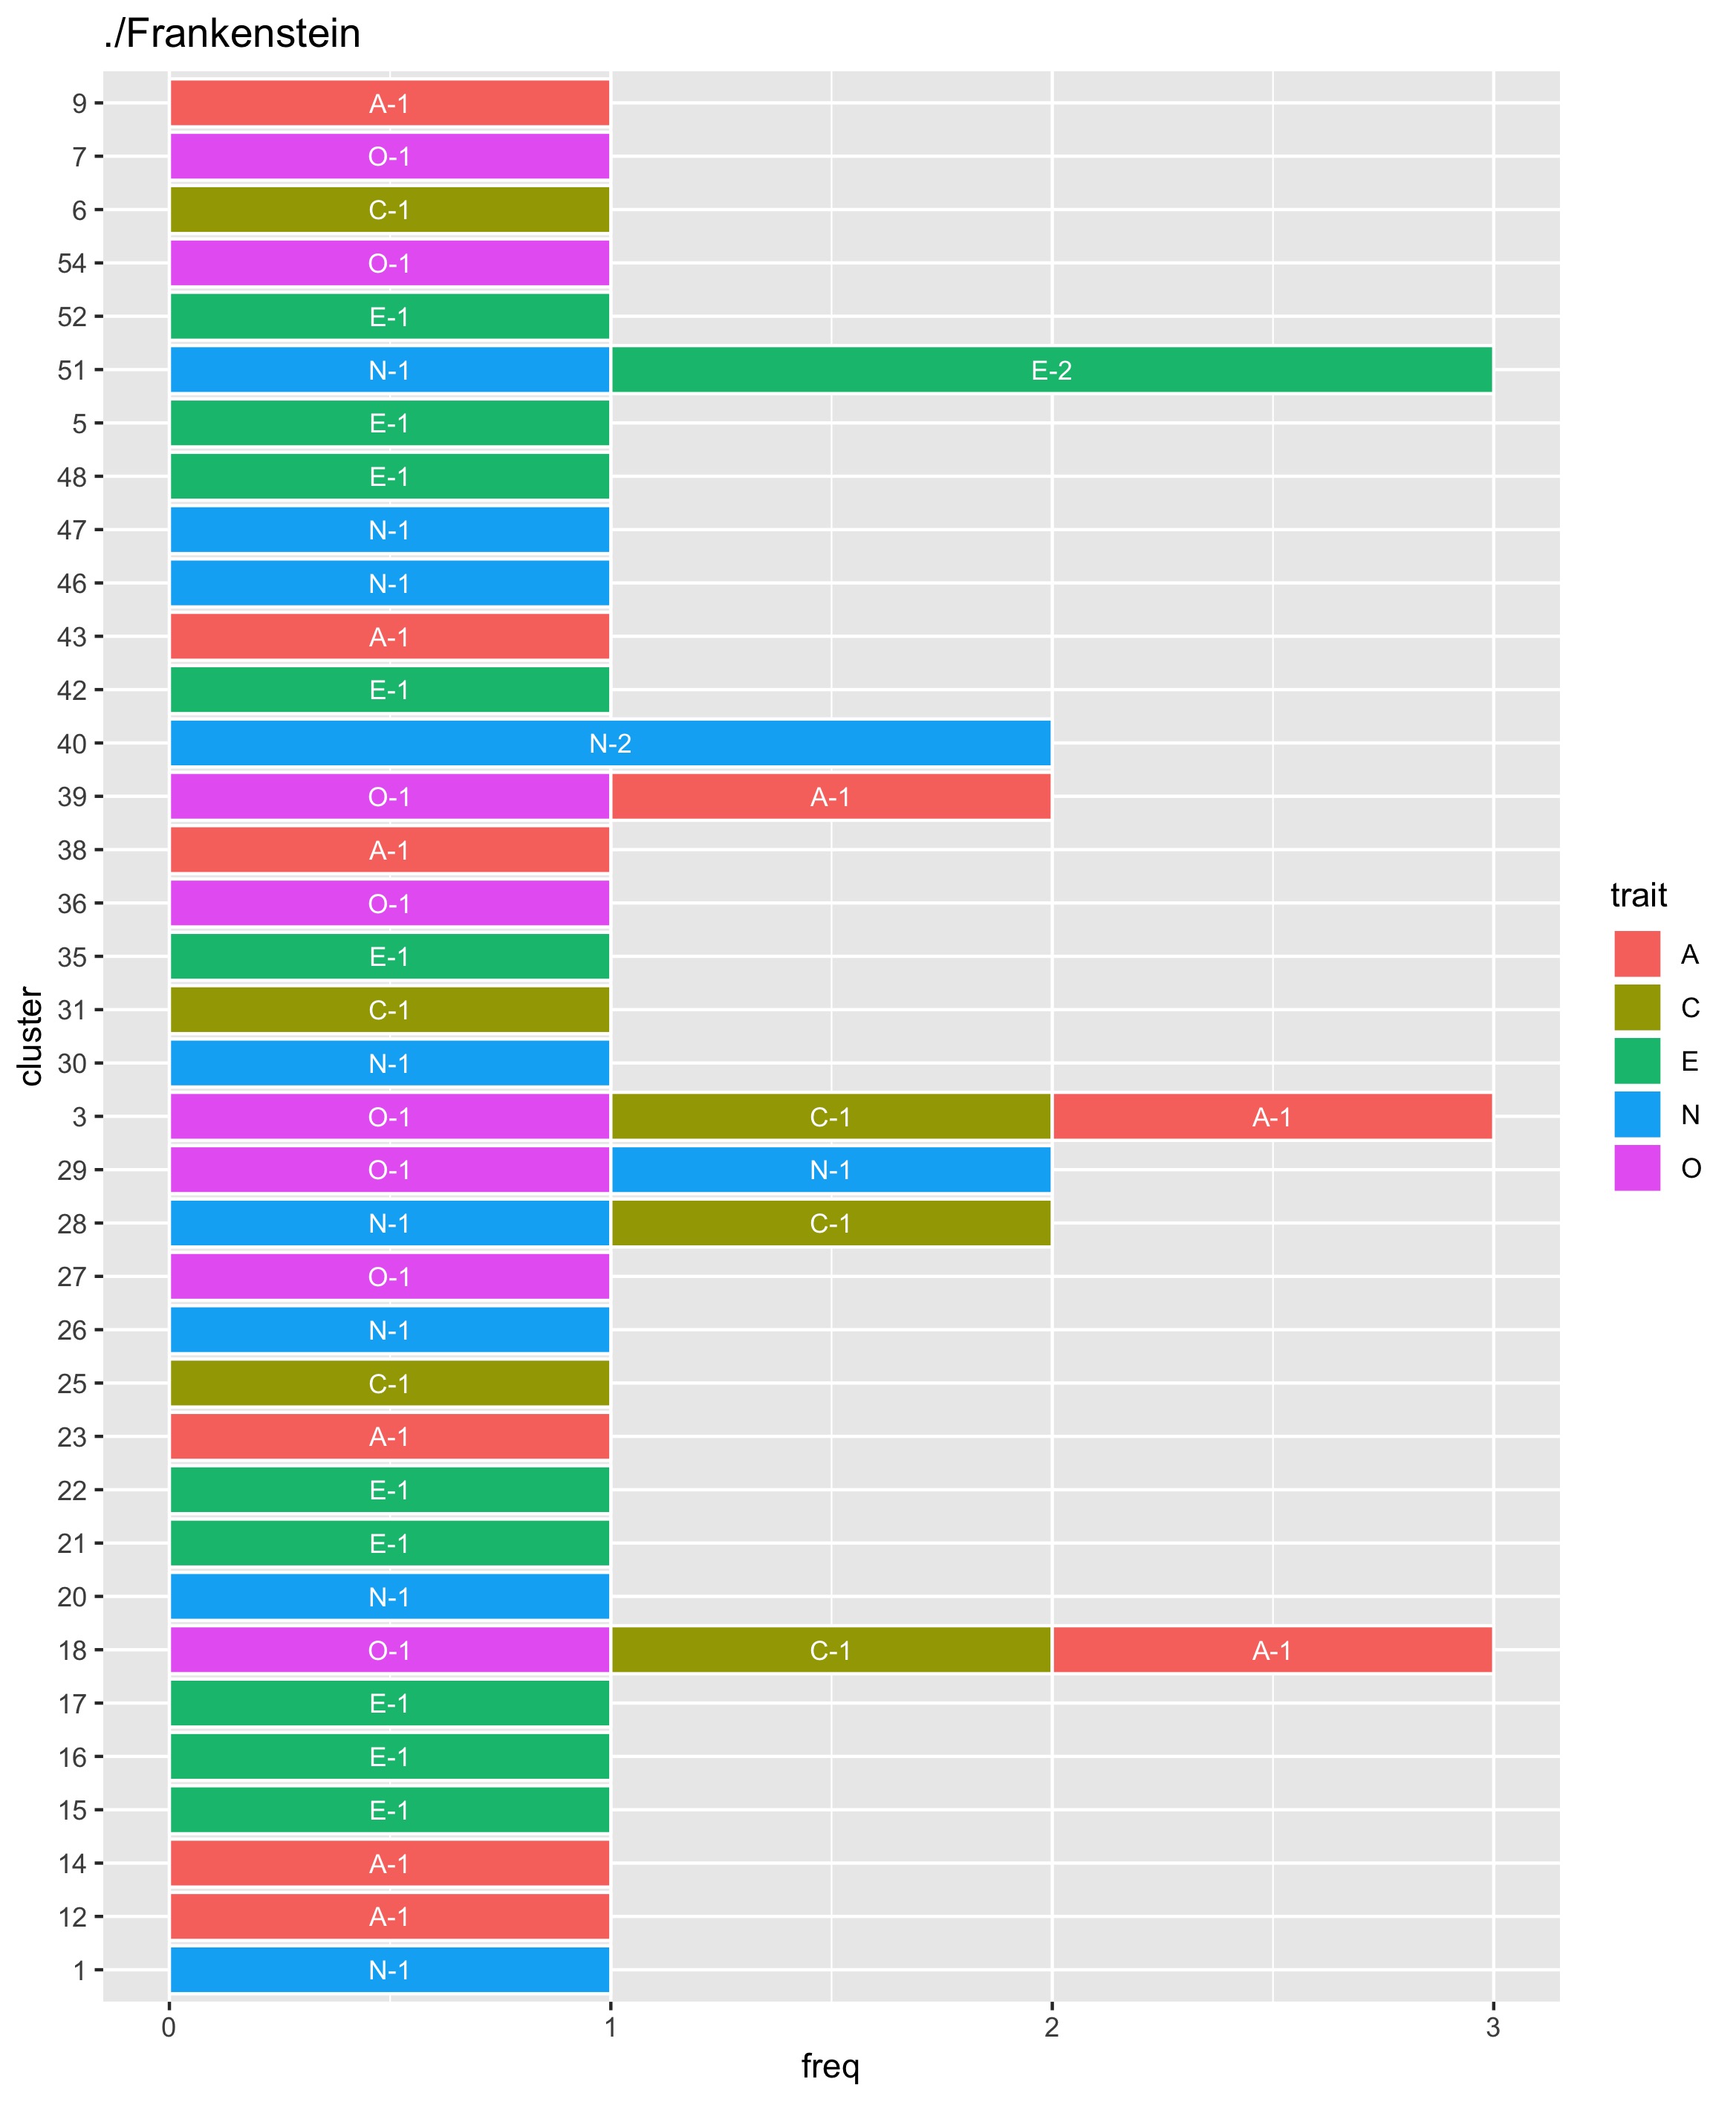 ./Frankenstein
9 A-1
7 O-1
6 C-1
54 O-1
52 E-1
51 N-1 E-2
5 E-1
48 E-1
47 N-1
46 N-1
43 A-1
42 E-1
40 N-2
39 O-1 A-1
38 A-1
36 O-1
35 E-1
31 C-1
30 N-1
3 O-1 C-1 A-1
29 O-1 N-1
28 N-1 C-1
27 O-1
26 N-1
25 C-1
23 A-1
22 E-1
21 E-1
20 N-1
18 O-1 C-1 A-1
17 E-1
16 E-1
15 E-1
14 A-1
12 A-1
1 N-1
0 1 2 3
freq
cluster
trait
A
C
E
N
O